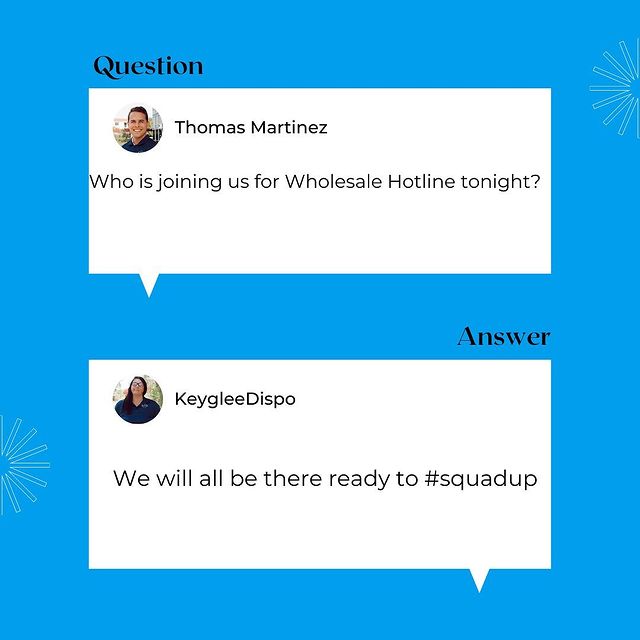 Question
Thomas Martinez
Who is joining us for Wholesale Hotline tonight?
Answer
KeygleeDispo
We will all be there ready to #squadup